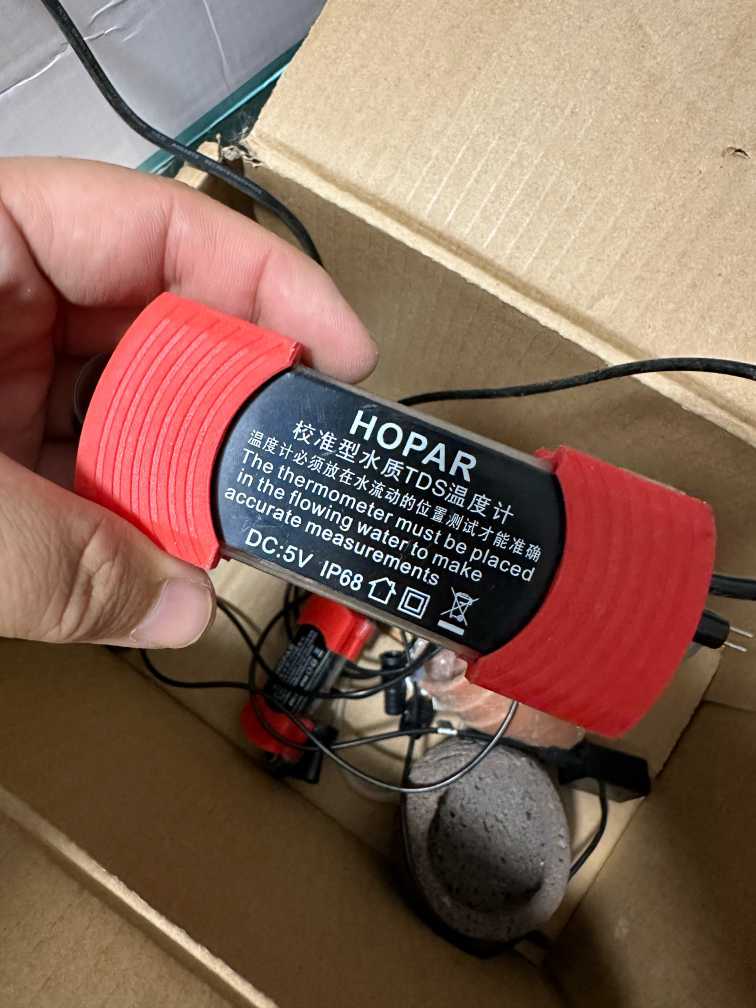 HOPAR
校准型水质TDS温度计
温度计必须放在水流动的位置测试才能准确
The thermometer must be placed
in the flowing water to make
accurate measurements
DC:5V IP68